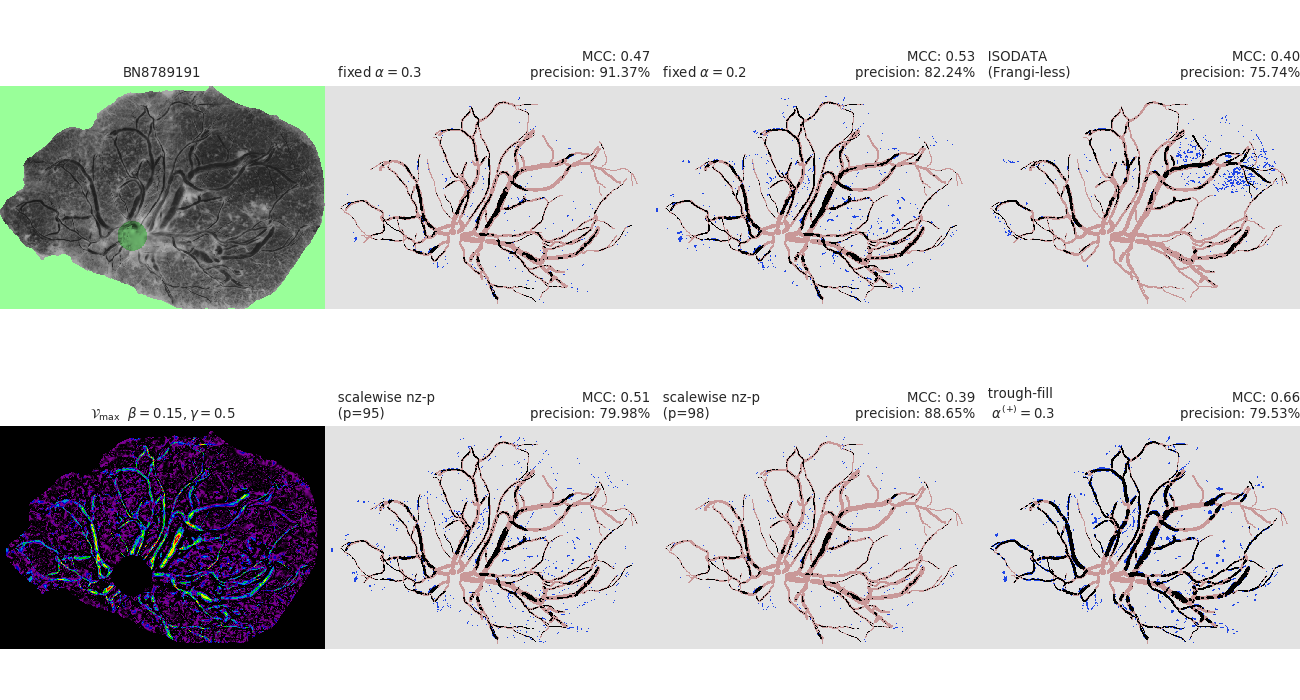 BN8789191
fixed α = 0.3
MCC: 0.47
precision: 91.37%
fixed α = 0.2
MCC: 0.53
precision: 82.24%
ISODATA
(Frangi-less)
MCC: 0.40
precision: 75.74%
𝒱max β = 0.15, γ = 0.5
scalewise nz-p
(p=95)
MCC: 0.51
precision: 79.98%
scalewise nz-p
(p=98)
MCC: 0.39
precision: 88.65%
trough-fill
α(+) = 0.3
MCC: 0.66
precision: 79.53%